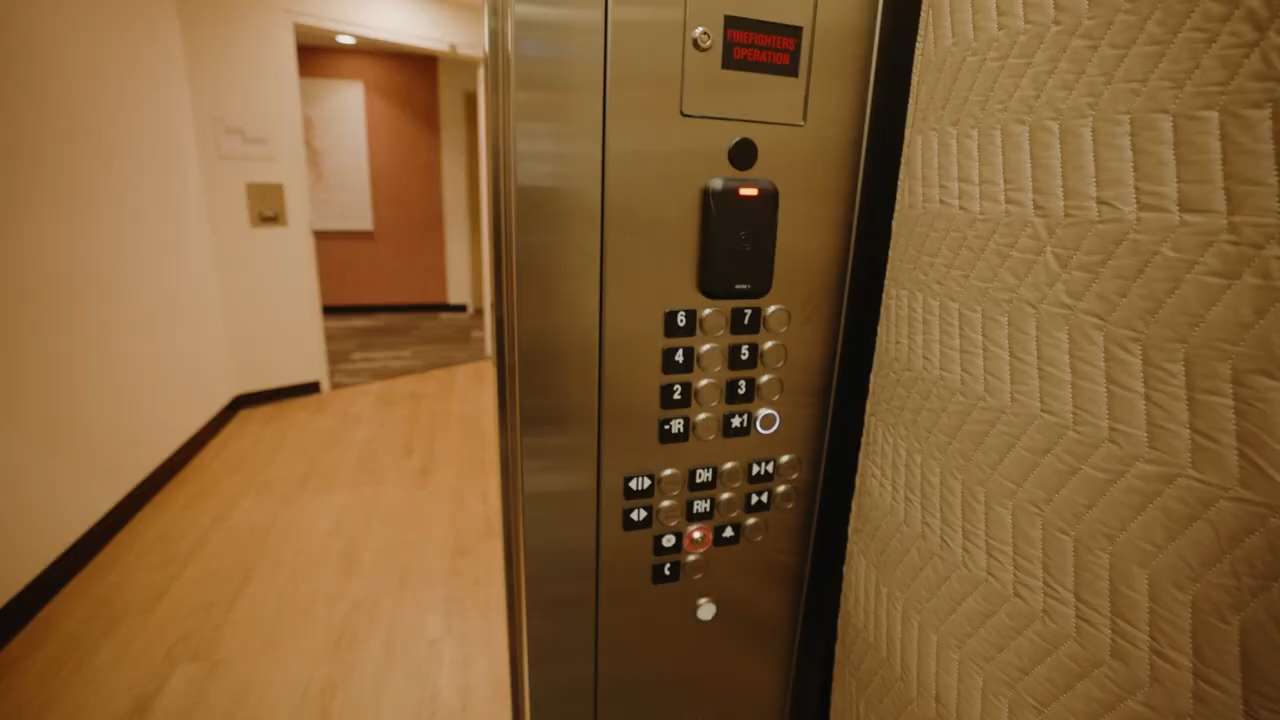 FIREFIGHTERS'
OPERATION
6 7
4 5
2 3
-1R ★1
DH
RH